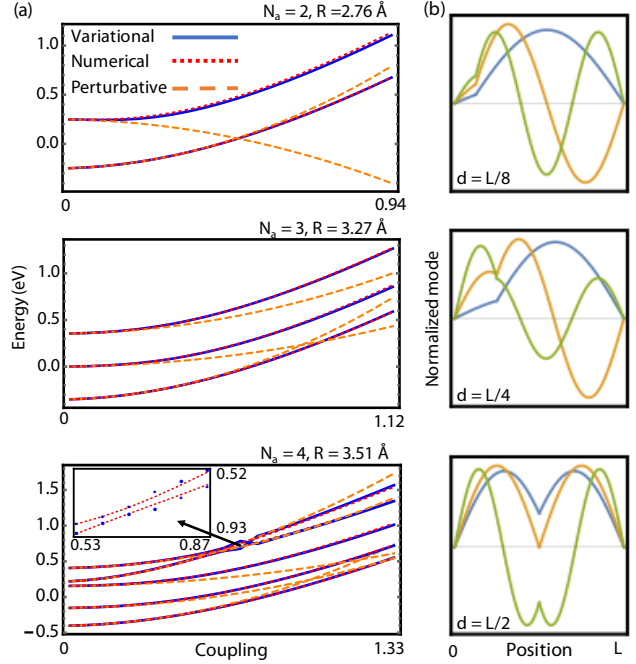 (a)
N_a = 2, R = 2.76 Å
Variational
Numerical
Perturbative
1.0
0.5
0.0
0
0.94
N_a = 3, R = 3.27 Å
Energy (eV)
1.0
0.5
0.0
0
1.12
N_a = 4, R = 3.51 Å
1.5
1.0
0.5
0.0
−0.5
0.52
0.93
0.53
0.87
0
Coupling
1.33
(b)
d = L/8
Normalized mode
d = L/4
d = L/2
0
Position
L